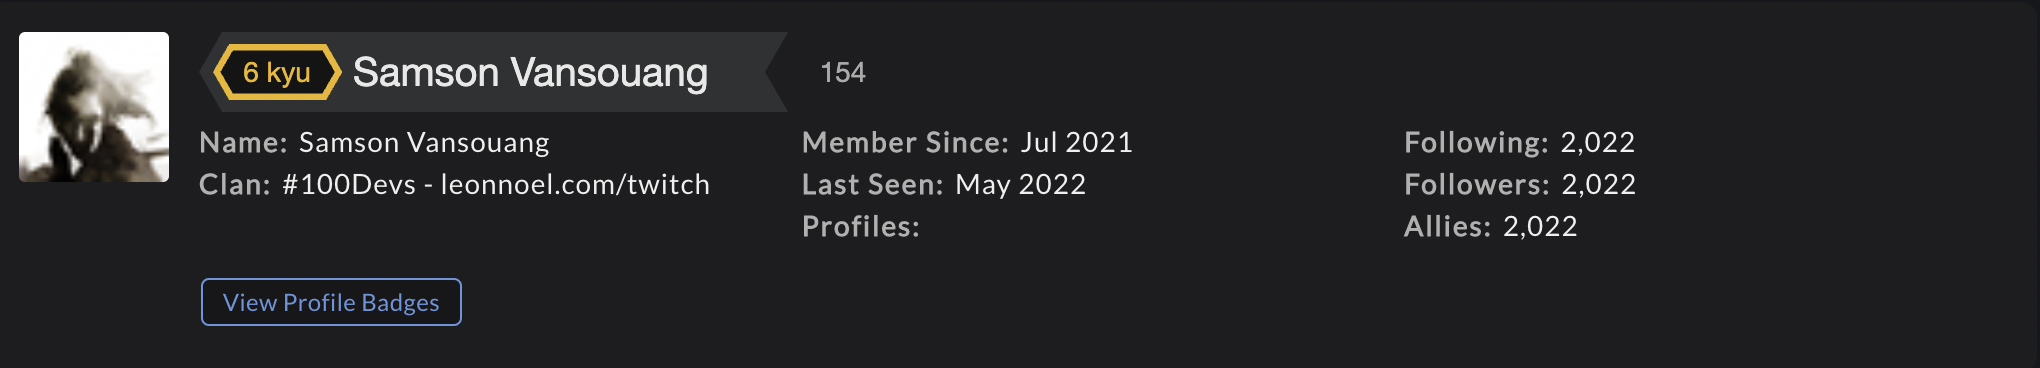 6 kyu Samson Vansouang 154
Name: Samson Vansouang
Clan: #100Devs - leonnoel.com/twitch
Member Since: Jul 2021
Last Seen: May 2022
Profiles:
Following: 2,022
Followers: 2,022
Allies: 2,022
View Profile Badges